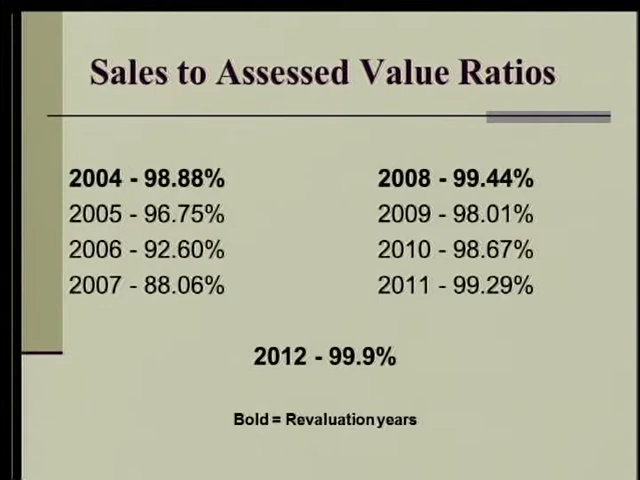 Sales to Assessed Value Ratios
2004 - 98.88%
2005 - 96.75%
2006 - 92.60%
2007 - 88.06%
2008 - 99.44%
2009 - 98.01%
2010 - 98.67%
2011 - 99.29%
2012 - 99.9%
Bold = Revaluation years